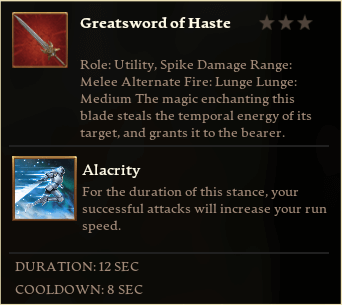 Greatsword of Haste
Role: Utility, Spike Damage Range:
Melee Alternate Fire: Lunge Lunge:
Medium The magic enchanting this
blade steals the temporal energy of its
target, and grants it to the bearer.
Alacrity
For the duration of this stance, your
successful attacks will increase your run
speed.
DURATION: 12 SEC
COOLDOWN: 8 SEC